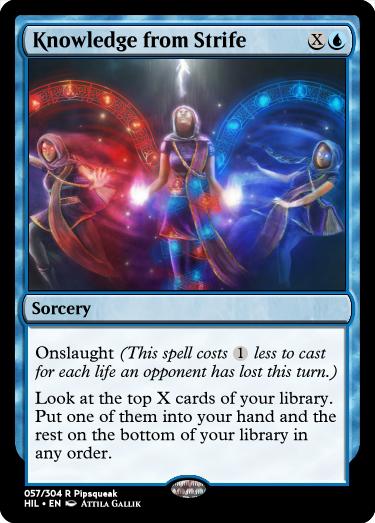 Knowledge from Strife X
Sorcery
Onslaught (This spell costs 1 less to cast
for each life an opponent has lost this turn.)
Look at the top X cards of your library.
Put one of them into your hand and the
rest on the bottom of your library in
any order.
057/304 R Pipsqueak
HIL • EN Attila Gallik